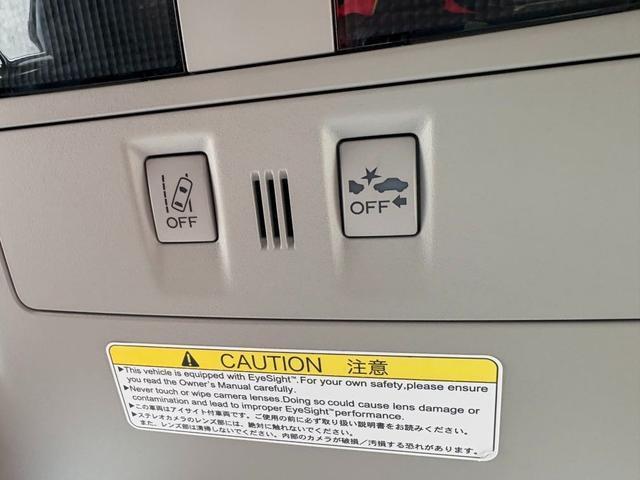 OFF
OFF
CAUTION 注意
▶This vehicle is equipped with EyeSight™. For your own safety,please ensure
you read the Owner's Manual carefully.
▶Never touch or wipe camera lenses.Doing so could cause lens damage or
contamination and lead to improper EyeSight™performance.
▶この車両はアイサイト付車両です。ご使用の前に必ず取り扱い説明書をお読みください。
▶ステレオカメラのレンズ部には、絶対に触れないでください。
また、レンズ部は清掃しないでください。内部のカメラが破損／汚損する恐れがあります。